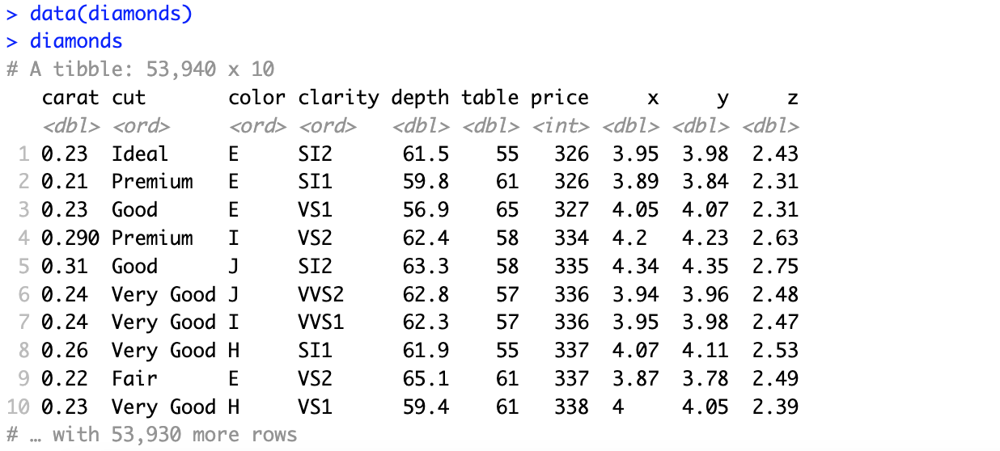 > data(diamonds)
> diamonds
# A tibble: 53,940 x 10
   carat cut       color clarity depth table price     x     y     z
   <dbl> <ord>     <ord> <ord>   <dbl> <dbl> <int> <dbl> <dbl> <dbl>
 1 0.23  Ideal     E     SI2      61.5    55   326  3.95  3.98  2.43
 2 0.21  Premium   E     SI1      59.8    61   326  3.89  3.84  2.31
 3 0.23  Good      E     VS1      56.9    65   327  4.05  4.07  2.31
 4 0.290 Premium   I     VS2      62.4    58   334  4.2   4.23  2.63
 5 0.31  Good      J     SI2      63.3    58   335  4.34  4.35  2.75
 6 0.24  Very Good J     VVS2     62.8    57   336  3.94  3.96  2.48
 7 0.24  Very Good I     VVS1     62.3    57   336  3.95  3.98  2.47
 8 0.26  Very Good H     SI1      61.9    55   337  4.07  4.11  2.53
 9 0.22  Fair      E     VS2      65.1    61   337  3.87  3.78  2.49
10 0.23  Very Good H     VS1      59.4    61   338  4     4.05  2.39
# … with 53,930 more rows